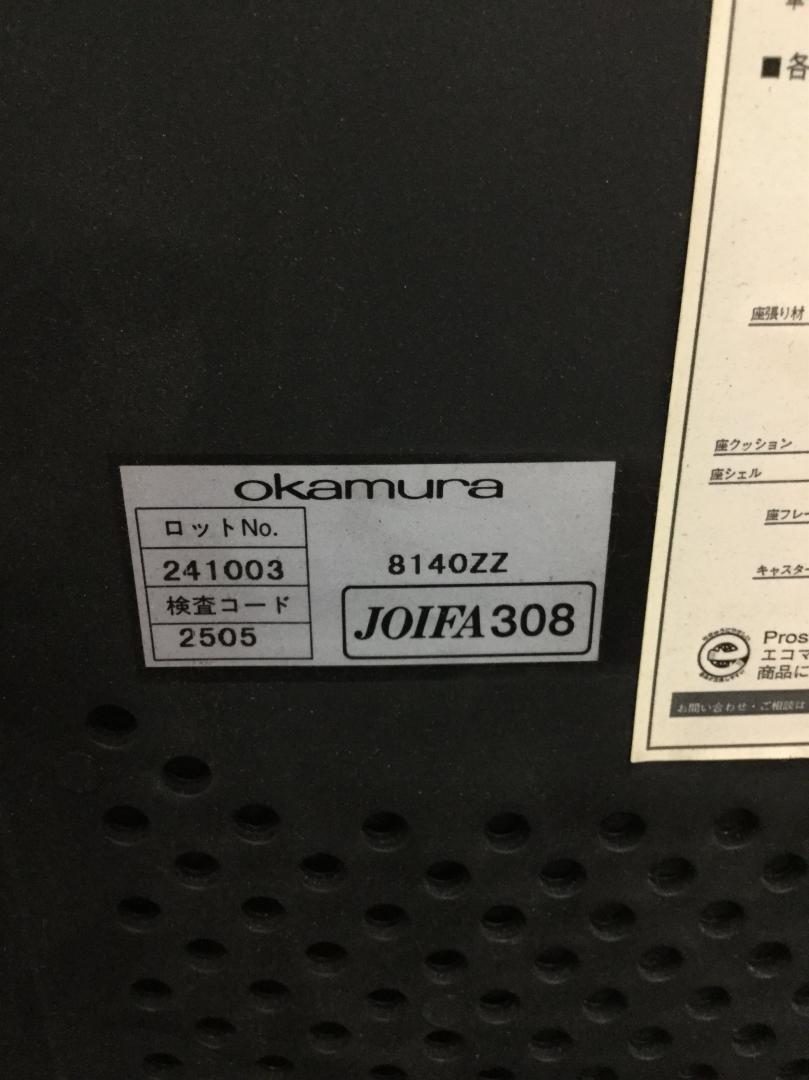 okamura
ロットNo.
241003
検査コード
2505
8140ZZ
JOIFA308
■各
座張り材
座クッション
座シェル
座フレー
キャスター
Pros
エコマ
商品に
お問い合わせ・ご相談は